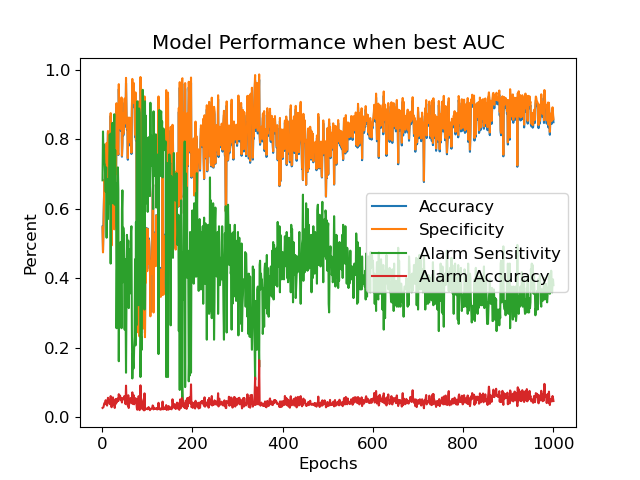 Model Performance when best AUC
1.0
0.8
0.6
0.4
0.2
0.0
Percent
Accuracy
Specificity
Alarm Sensitivity
Alarm Accuracy
0
200
400
600
800
1000
Epochs